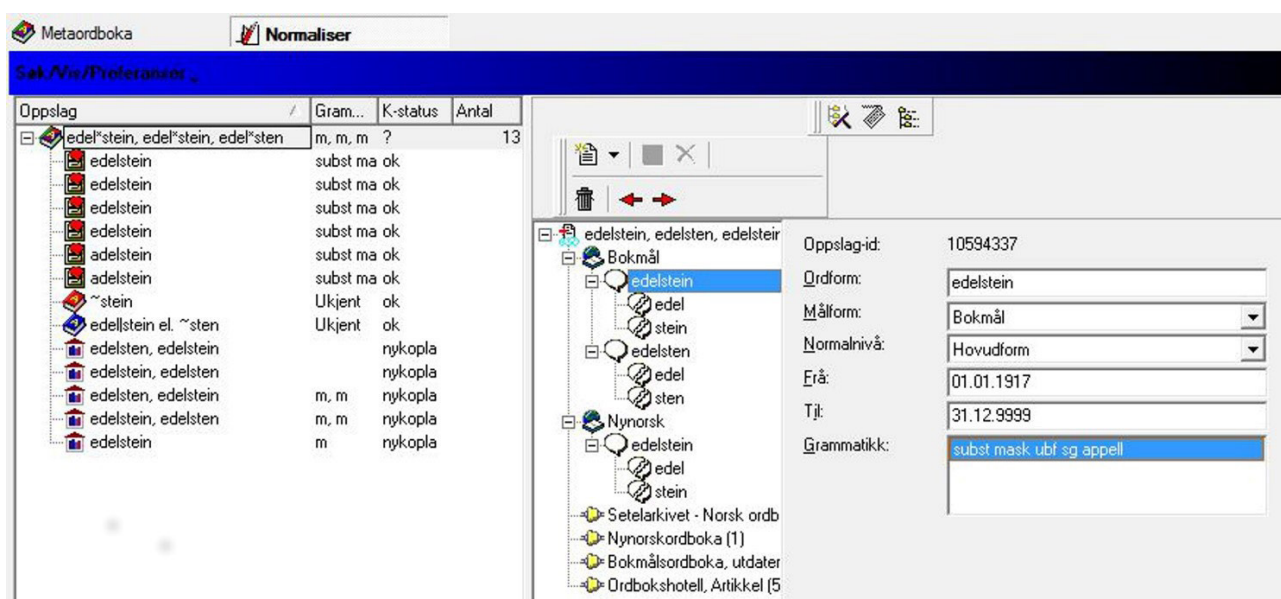 Metaordboka Normaliser
Søk/Vis/Preferanser
Oppslag Gram... K-status Antal
edel*stein, edel*stein, edel*sten m, m, m ? 13
edelstein subst ma ok
edelstein subst ma ok
edelstein subst ma ok
edelstein subst ma ok
adelstein subst ma ok
adelstein subst ma ok
~stein Ukjent ok
edel|stein el. ~sten Ukjent ok
edelsten, edelstein nykopla
edelstein, edelsten nykopla
edelsten, edelstein m, m nykopla
edelstein, edelsten m, m nykopla
edelstein m nykopla
edelstein, edelsten, edelsteir
Bokmål
edelstein
edel
stein
edelsten
edel
sten
Nynorsk
edelstein
edel
stein
Setelarkivet - Norsk ordb
Nynorskordboka (1)
Bokmålsordboka, utdater
Ordbokshotell, Artikkel (5
Oppslag-id: 10594337
Ordform: edelstein
Målform: Bokmål
Normalnivå: Hovudform
Frå: 01.01.1917
Til: 31.12.9999
Grammatikk: subst mask ubf sg appell